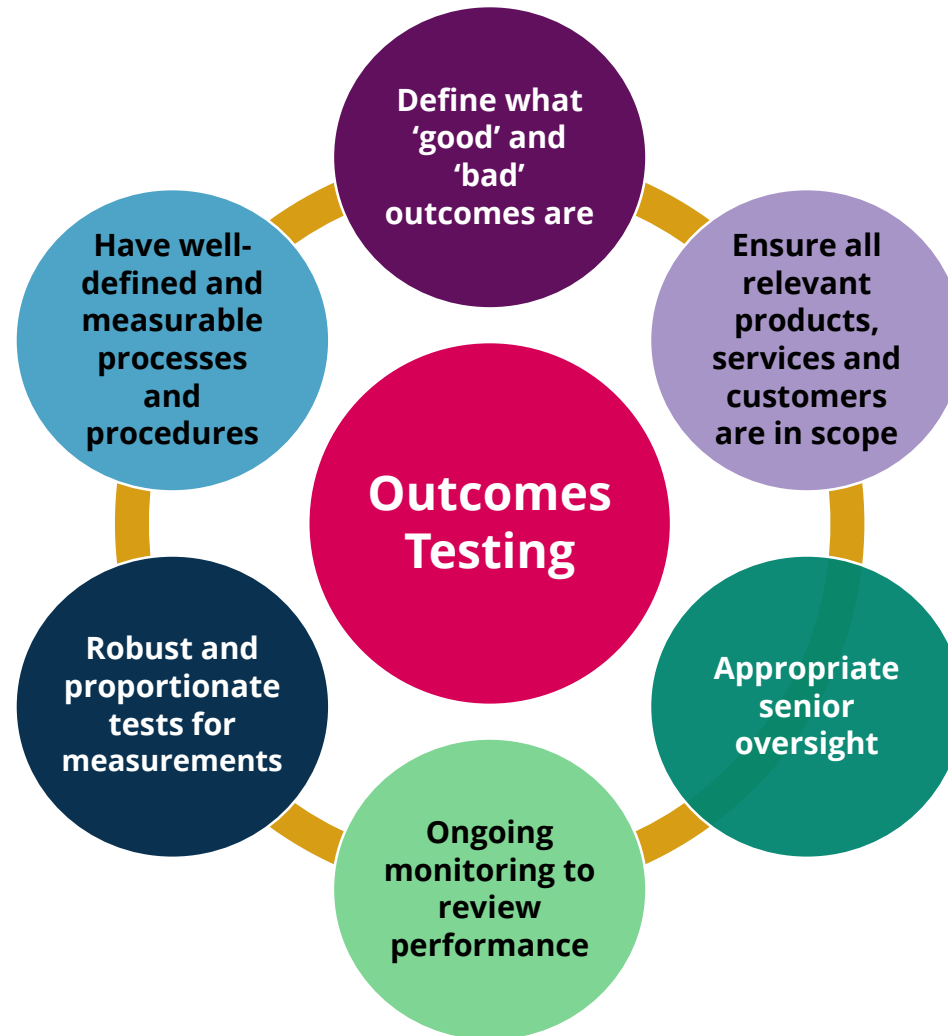 Define what
‘good’ and
‘bad’
outcomes are
Ensure all
relevant
products,
services and
customers
are in scope
Appropriate
senior
oversight
Ongoing
monitoring to
review
performance
Robust and
proportionate
tests for
measurements
Have well-
defined and
measurable
processes
and
procedures
Outcomes
Testing